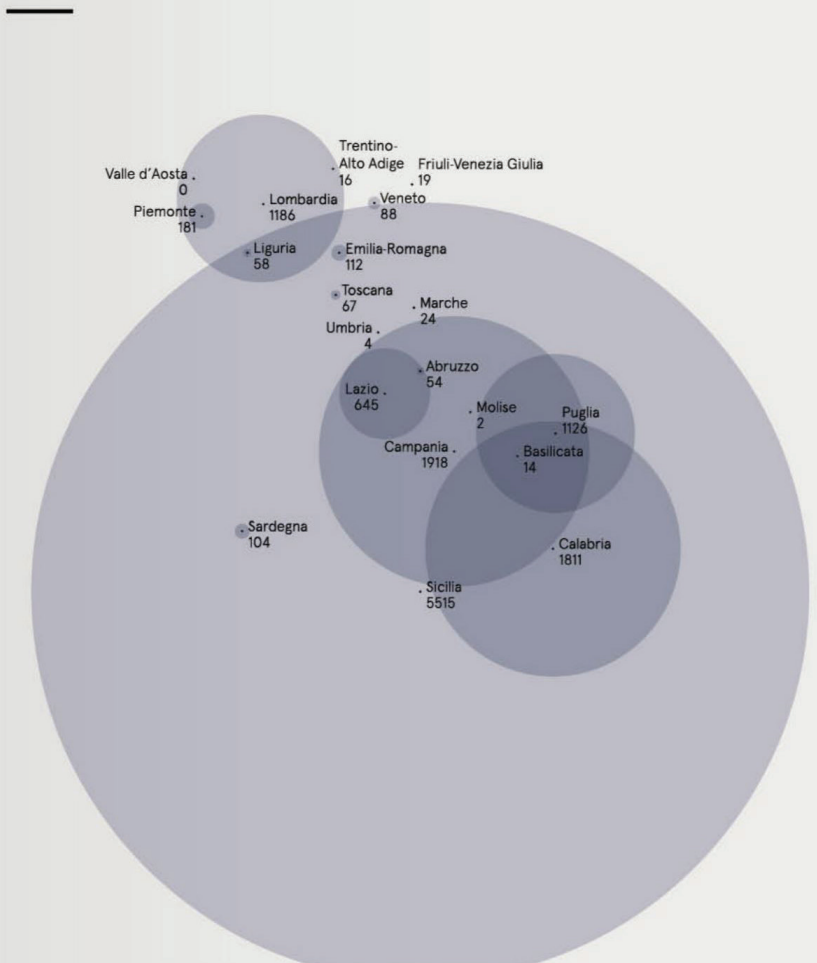 Trentino-
Alto Adige
16
Friuli-Venezia Giulia
19
Valle d'Aosta
0
Lombardia
1186
Veneto
88
Piemonte
181
Liguria
58
Emilia-Romagna
112
Toscana
67
Marche
24
Umbria
4
Abruzzo
54
Lazio
645
Molise
2
Puglia
1126
Campania
1918
Basilicata
14
Sardegna
104
Calabria
1811
Sicilia
5515